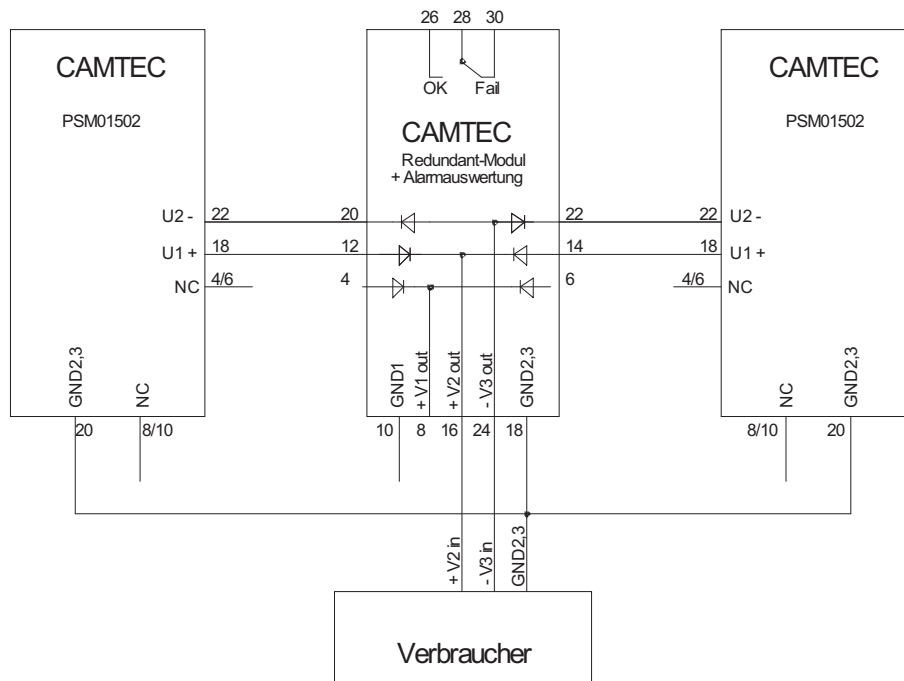 26 28 30
CAMTEC
PSM01502
OK Fail
CAMTEC
Redundant-Modul
+ Alarmauswertung
CAMTEC
PSM01502
U2 - 22 20 22 22 U2 -
U1 + 18 12 14 18 U1 +
NC 4/6 4 6 4/6 NC
GND2,3
NC
GND1
+ V1 out
+ V2 out
- V3 out
GND2,3
NC
GND2,3
20 8/10 10 8 16 24 18 8/10 20
+ V2 in
- V3 in
GND2,3
Verbraucher